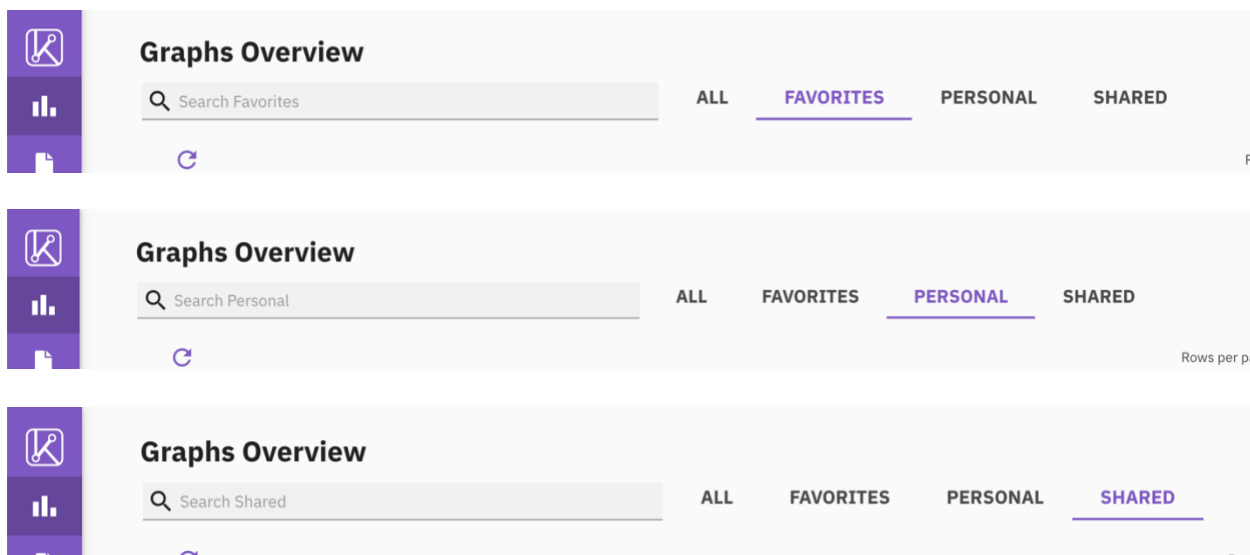 Graphs Overview
Search Favorites ALL FAVORITES PERSONAL SHARED
Graphs Overview
Search Personal ALL FAVORITES PERSONAL SHARED
Rows per
Graphs Overview
Search Shared ALL FAVORITES PERSONAL SHARED